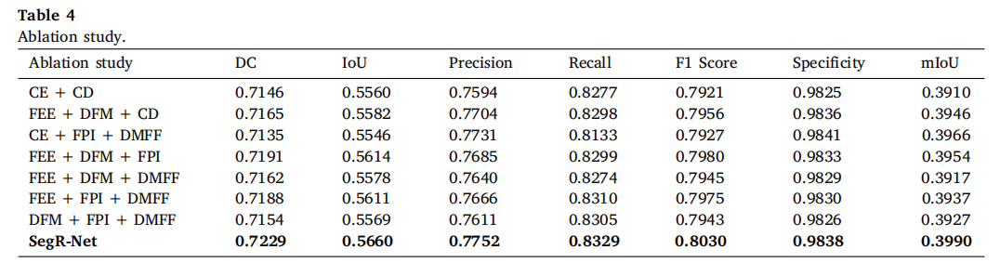 Table 4
Ablation study.
Ablation study DC IoU Precision Recall F1 Score Specificity mIoU
CE + CD 0.7146 0.5560 0.7594 0.8277 0.7921 0.9825 0.3910
FEE + DFM + CD 0.7165 0.5582 0.7704 0.8298 0.7956 0.9836 0.3946
CE + FPI + DMFF 0.7135 0.5546 0.7731 0.8133 0.7927 0.9841 0.3966
FEE + DFM + FPI 0.7191 0.5614 0.7685 0.8299 0.7980 0.9833 0.3954
FEE + DFM + DMFF 0.7162 0.5578 0.7640 0.8274 0.7945 0.9829 0.3917
FEE + FPI + DMFF 0.7188 0.5611 0.7666 0.8310 0.7975 0.9830 0.3937
DFM + FPI + DMFF 0.7154 0.5569 0.7611 0.8305 0.7943 0.9826 0.3927
SegR-Net 0.7229 0.5660 0.7752 0.8329 0.8030 0.9838 0.3990